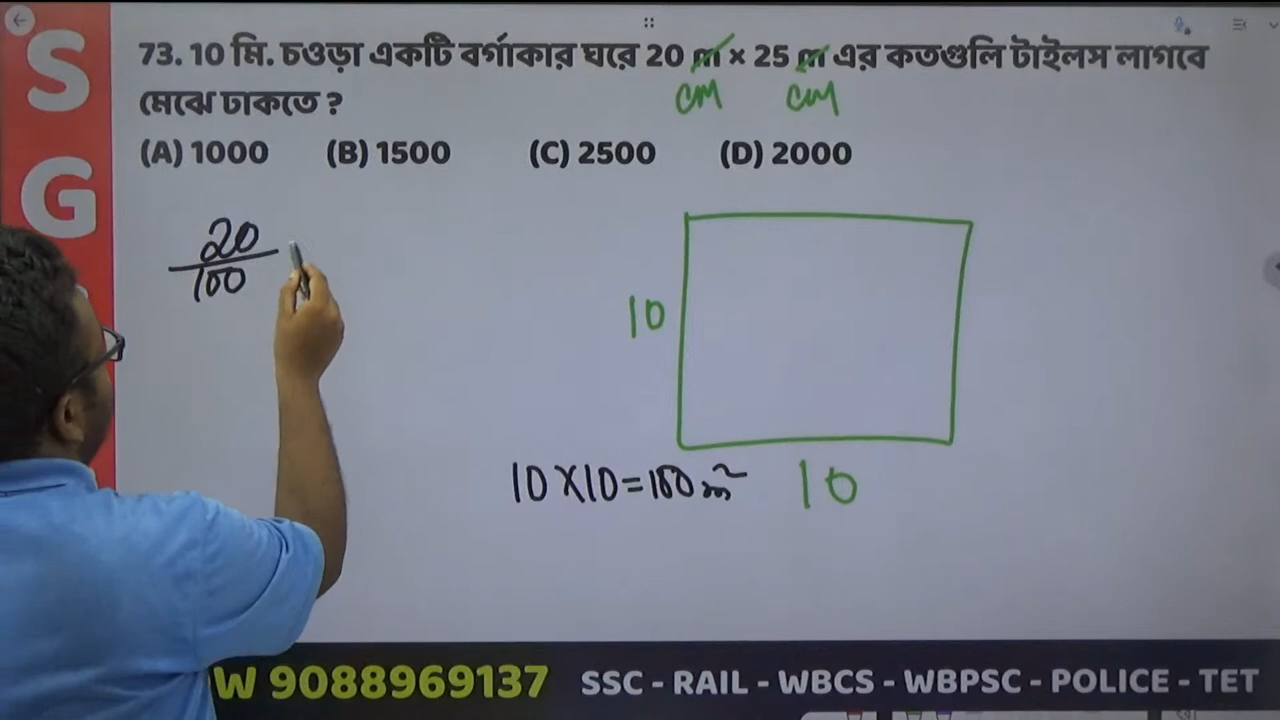 S
G
73. 10 মি. চওড়া একটি বর্গাকার ঘরে 20 m × 25 m এর কতগুলি টাইলস লাগবে
cm cm
মেঝে ঢাকতে ?
(A) 1000 (B) 1500 (C) 2500 (D) 2000
20
100
10
10 X 10 = 100 m²
10
W 9088969137 SSC - RAIL - WBCS - WBPSC - POLICE - TET